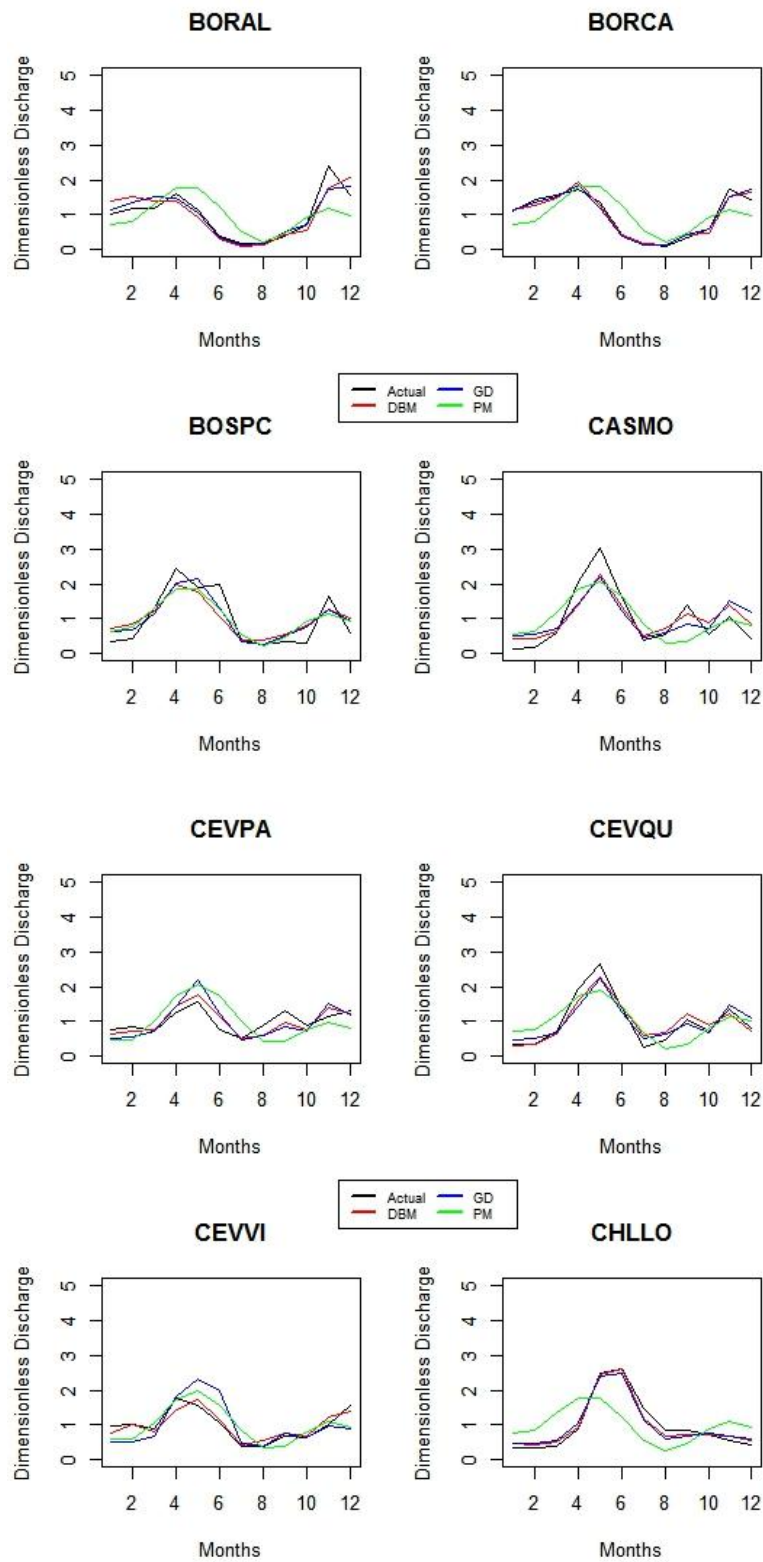 BORAL
Dimensionless Discharge
0 1 2 3 4 5
2 4 6 8 10 12
Months
BORCA
Dimensionless Discharge
0 1 2 3 4 5
2 4 6 8 10 12
Months
Actual GD
DBM PM
BOSPC
Dimensionless Discharge
0 1 2 3 4 5
2 4 6 8 10 12
Months
CASMO
Dimensionless Discharge
0 1 2 3 4 5
2 4 6 8 10 12
Months
CEVPA
Dimensionless Discharge
0 1 2 3 4 5
2 4 6 8 10 12
Months
CEVQU
Dimensionless Discharge
0 1 2 3 4 5
2 4 6 8 10 12
Months
Actual GD
DBM PM
CEVVI
Dimensionless Discharge
0 1 2 3 4 5
2 4 6 8 10 12
Months
CHLLO
Dimensionless Discharge
0 1 2 3 4 5
2 4 6 8 10 12
Months